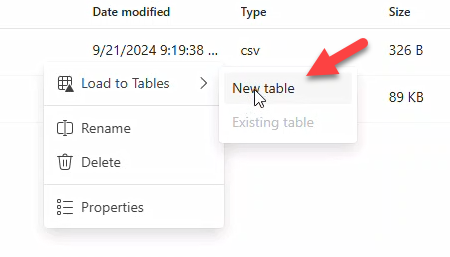 Date modified Type Size
9/21/2024 9:19:38 ... csv 326 B
Load to Tables
New table
89 KB
Existing table
Rename
Delete
Properties